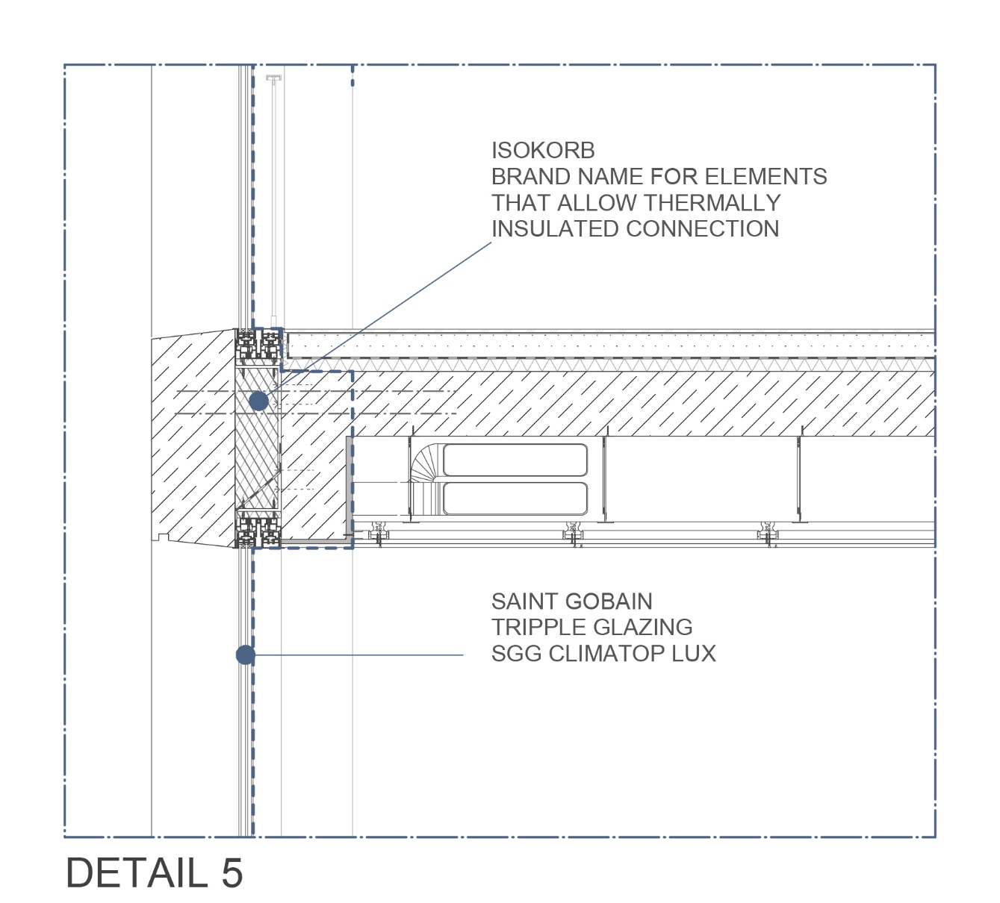 ISOKORB
BRAND NAME FOR ELEMENTS
THAT ALLOW THERMALLY
INSULATED CONNECTION
SAINT GOBAIN
TRIPPLE GLAZING
SGG CLIMATOP LUX
DETAIL 5